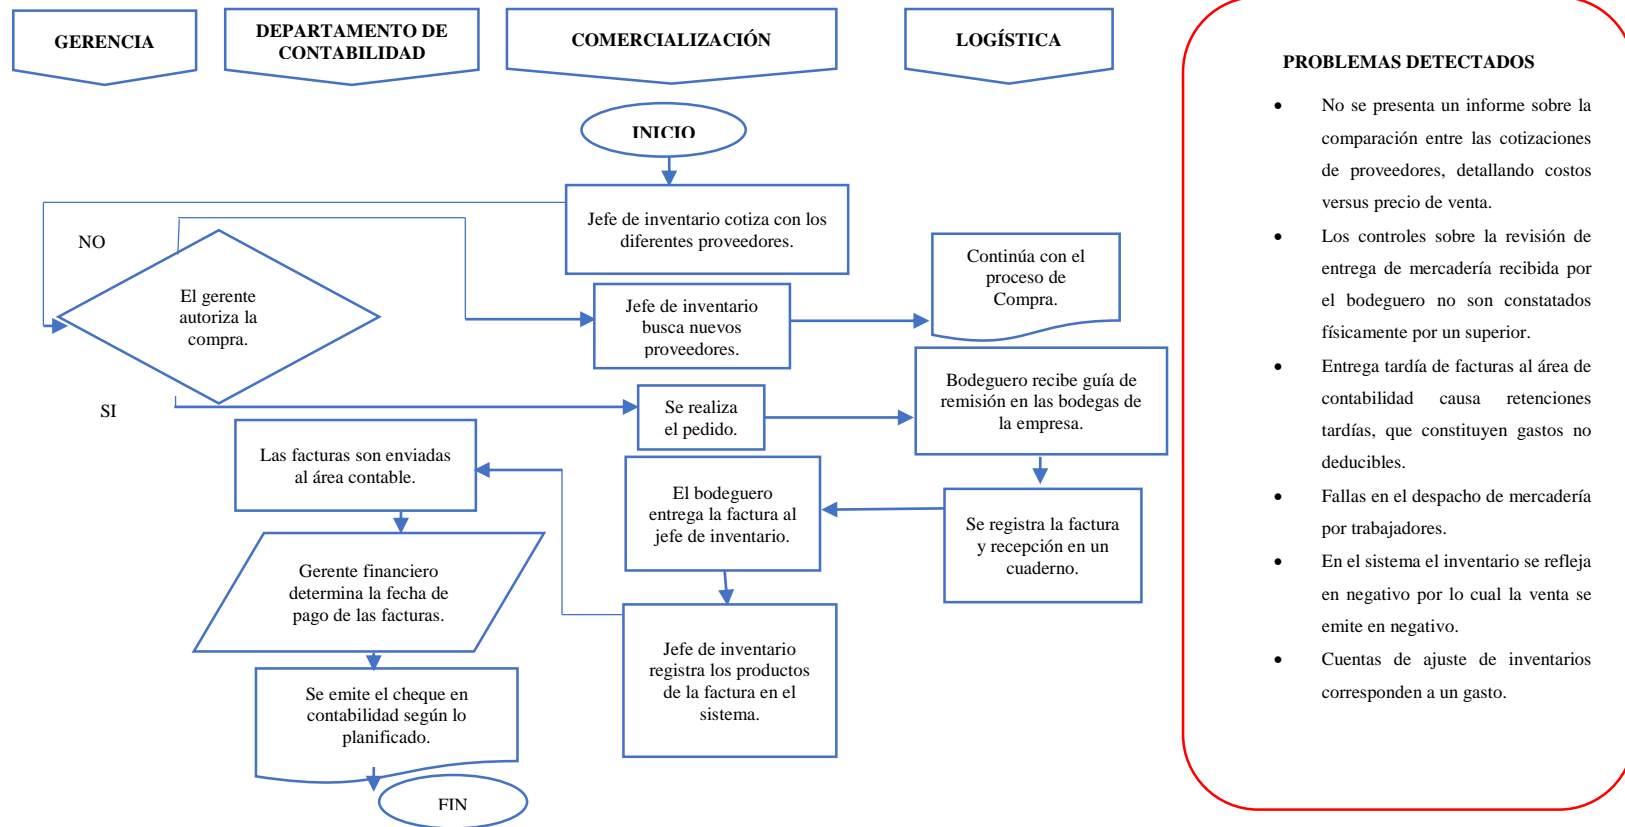 GERENCIA
DEPARTAMENTO DE
CONTABILIDAD
COMERCIALIZACIÓN
LOGÍSTICA
INICIO
Jefe de inventario cotiza con los
diferentes proveedores.
NO
El gerente
autoriza la
compra.
Jefe de inventario
busca nuevos
proveedores.
Continúa con el
proceso de
Compra.
SI
Se realiza
el pedido.
Bodeguero recibe guía de
remisión en las bodegas de
la empresa.
Las facturas son enviadas
al área contable.
El bodeguero
entrega la factura al
jefe de inventario.
Se registra la factura
y recepción en un
cuaderno.
Gerente financiero
determina la fecha de
pago de las facturas.
Jefe de inventario
registra los productos
de la factura en el
sistema.
Se emite el cheque en
contabilidad según lo
planificado.
FIN
PROBLEMAS DETECTADOS
• No se presenta un informe sobre la
comparación entre las cotizaciones
de proveedores, detallando costos
versus precio de venta.
• Los controles sobre la revisión de
entrega de mercadería recibida por
el bodeguero no son constatados
físicamente por un superior.
• Entrega tardía de facturas al área de
contabilidad causa retenciones
tardías, que constituyen gastos no
deducibles.
• Fallas en el despacho de mercadería
por trabajadores.
• En el sistema el inventario se refleja
en negativo por lo cual la venta se
emite en negativo.
• Cuentas de ajuste de inventarios
corresponden a un gasto.